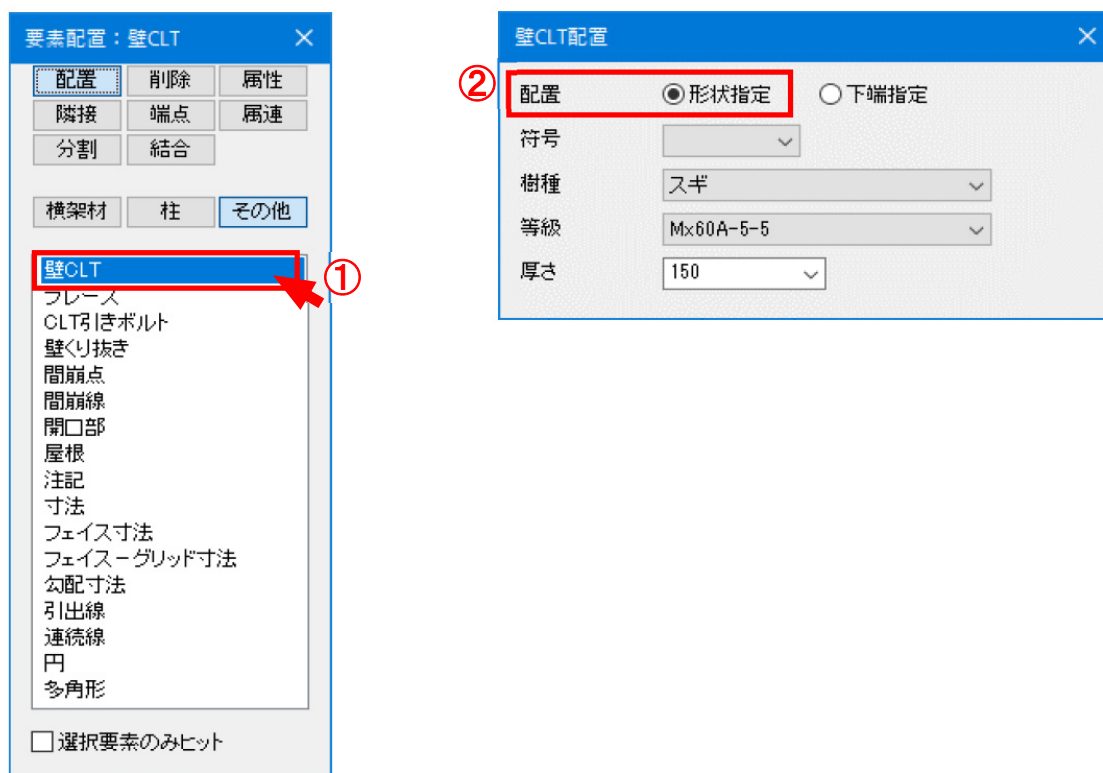 要素配置：壁CLT
配置 削除 属性
隣接 端点 属連
分割 結合
横架材 柱 その他
壁CLT
①
ブレース
CLT引きボルト
壁くり抜き
間崩点
間崩線
開口部
屋根
注記
寸法
フェイス寸法
フェイスーグリッド寸法
勾配寸法
引出線
連続線
円
多角形
選択要素のみヒット
壁CLT配置
②
配置 形状指定 下端指定
符号
樹種 スギ
等級 Mx60A-5-5
厚さ 150